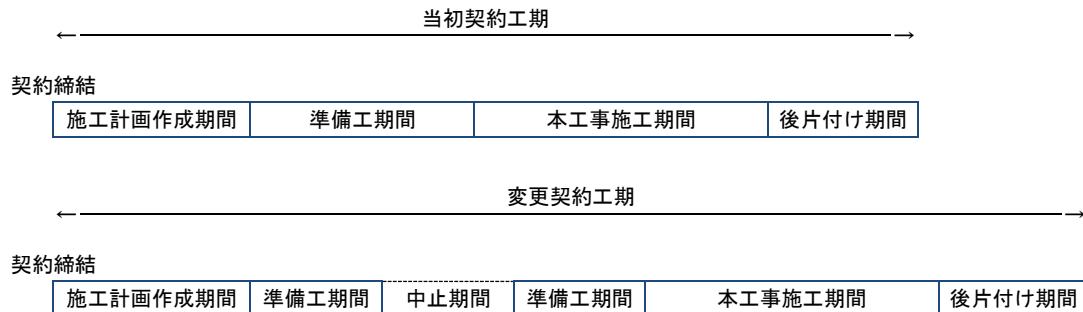 当初契約工期
契約締結
施工計画作成期間 準備工期間 本工事施工期間 後片付け期間
変更契約工期
契約締結
施工計画作成期間 準備工期間 中止期間 準備工期間 本工事施工期間 後片付け期間